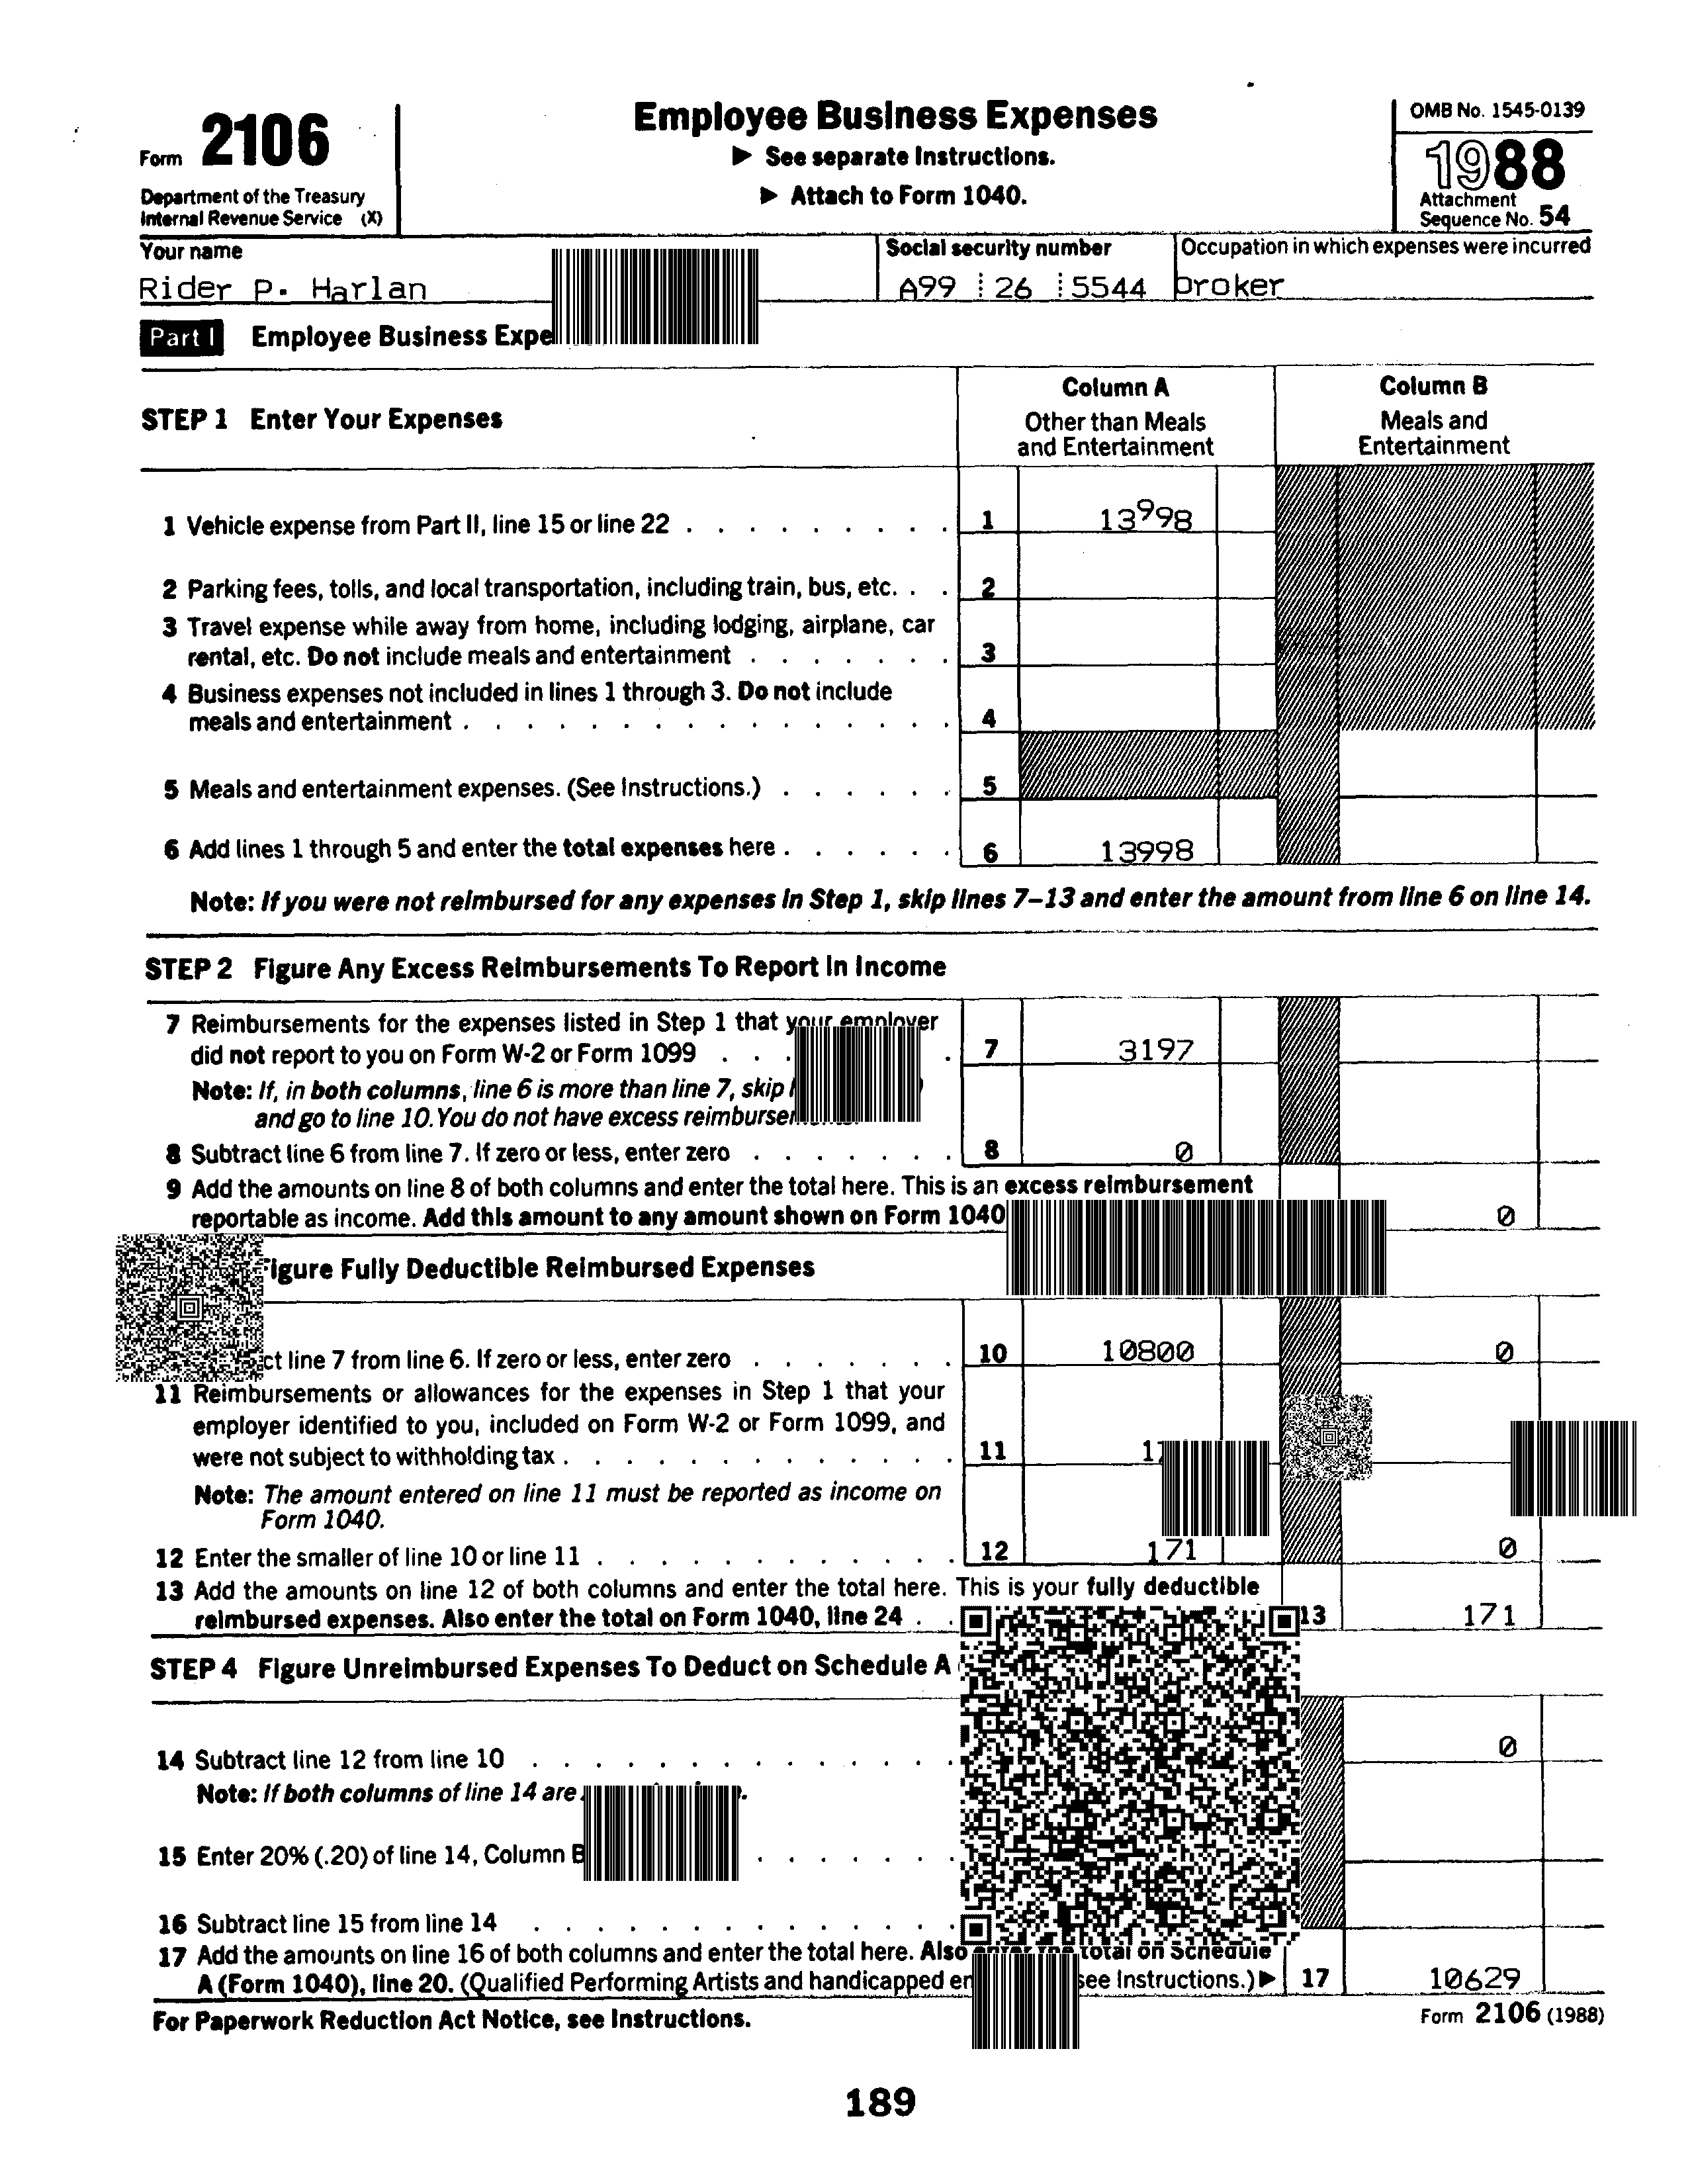 Form 2106
Department of the Treasury
Internal Revenue Service (X)
Employee Business Expenses
▶ See separate Instructions.
▶ Attach to Form 1040.
OMB No. 1545-0139
1988
Attachment
Sequence No. 54
Your name
Rider P. Harlan
Social security number
A99 26 5544
Occupation in which expenses were incurred
broker
Part I Employee Business
STEP 1 Enter Your Expenses
Column A
Other than Meals
and Entertainment
Column B
Meals and
Entertainment
1 Vehicle expense from Part II, line 15 or line 22 . . . . . . . . . 1 13998
2 Parking fees, tolls, and local transportation, including train, bus, etc. . . 2
3 Travel expense while away from home, including lodging, airplane, car
rental, etc. Do not include meals and entertainment . . . . . . . 3
4 Business expenses not included in lines 1 through 3. Do not include
meals and entertainment . . . . . . . . . . . . . . . . 4
5 Meals and entertainment expenses. (See Instructions.) . . . . . . 5
6 Add lines 1 through 5 and enter the total expenses here . . . . . . 6 13998
Note: If you were not reimbursed for any expenses in Step 1, skip lines 7–13 and enter the amount from line 6 on line 14.
STEP 2 Figure Any Excess Reimbursements To Report In Income
7 Reimbursements for the expenses listed in Step 1 that your employer
did not report to you on Form W-2 or Form 1099 . . . . 7 3197
Note: If, in both columns, line 6 is more than line 7, skip
and go to line 10. You do not have excess
8 Subtract line 6 from line 7. If zero or less, enter zero . . . . . . . 8 0
9 Add the amounts on line 8 of both columns and enter the total here. This is an excess reimbursement
reportable as income. Add this amount to any amount shown on Form 1040 0
Figure Fully Deductible Reimbursed Expenses
line 7 from line 6. If zero or less, enter zero . . . . . . . 10 10800 0
11 Reimbursements or allowances for the expenses in Step 1 that your
employer identified to you, included on Form W-2 or Form 1099, and
were not subject to withholding tax . . . . . . . . . . . . . 11
Note: The amount entered on line 11 must be reported as income on
Form 1040.
12 Enter the smaller of line 10 or line 11 . . . . . . . . . . . . 12 171 0
13 Add the amounts on line 12 of both columns and enter the total here. This is your fully deductible
reimbursed expenses. Also enter the total on Form 1040, line 24 . . 13 171
STEP 4 Figure Unreimbursed Expenses To Deduct on Schedule A
14 Subtract line 12 from line 10 . . . . . . . . . . . . . . 0
Note: If both columns of line 14 are
15 Enter 20% (.20) of line 14, Column B . . . . . . .
16 Subtract line 15 from line 14 . . . . . . . . . . . . . .
17 Add the amounts on line 16 of both columns and enter the total here. Also enter the total on Schedule
A (Form 1040), line 20. (Qualified Performing Artists and handicapped see Instructions.) ▶ 17 10629
For Paperwork Reduction Act Notice, see Instructions.
Form 2106 (1988)
189